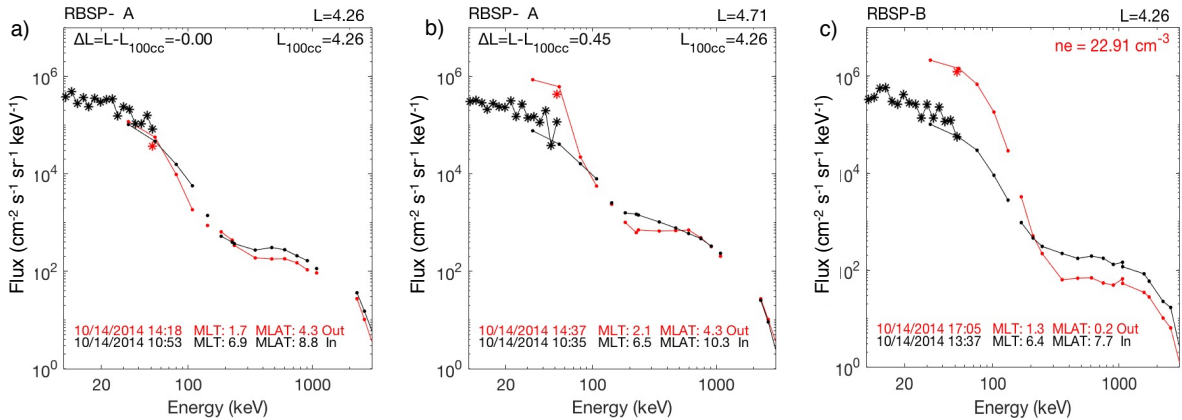 a)
RBSP- A
L=4.26
ΔL=L-L100cc=-0.00
L100cc=4.26
10^6
10^4
10^2
10^0
Flux (cm-2 s-1 sr-1 keV-1)
10/14/2014 14:18 MLT: 1.7 MLAT: 4.3 Out
10/14/2014 10:53 MLT: 6.9 MLAT: 8.8 In
20
100
1000
Energy (keV)
b)
RBSP- A
L=4.71
ΔL=L-L100cc=0.45
L100cc=4.26
10^6
10^4
10^2
10^0
Flux (cm-2 s-1 sr-1 keV-1)
10/14/2014 14:37 MLT: 2.1 MLAT: 4.3 Out
10/14/2014 10:35 MLT: 6.5 MLAT: 10.3 In
20
100
1000
Energy (keV)
c)
RBSP-B
L=4.26
ne = 22.91 cm-3
10^6
10^4
10^2
10^0
Flux (cm-2 s-1 sr-1 keV-1)
10/14/2014 17:05 MLT: 1.3 MLAT: 0.2 Out
10/14/2014 13:37 MLT: 6.4 MLAT: 7.7 In
20
100
1000
Energy (keV)